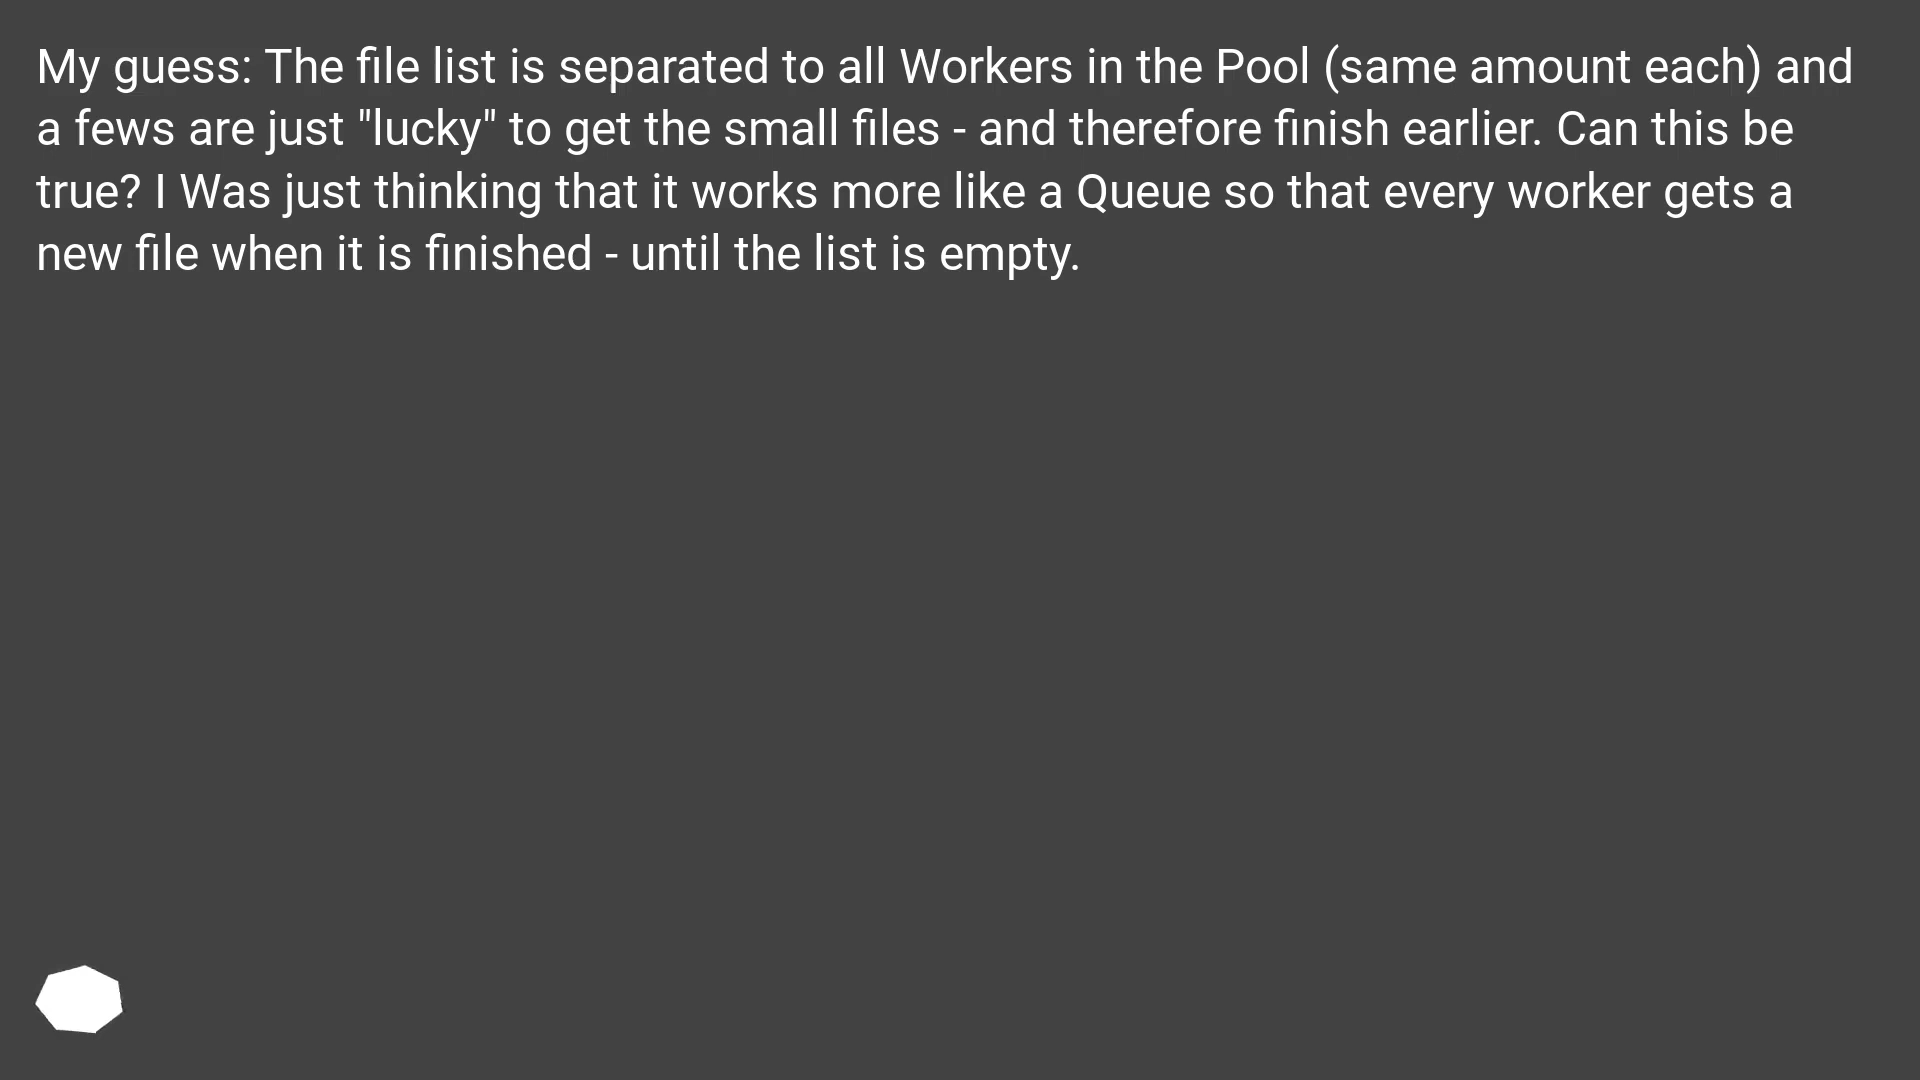 My guess: The file list is separated to all Workers in the Pool (same amount each) and
a fews are just "lucky" to get the small files - and therefore finish earlier. Can this be
true? I Was just thinking that it works more like a Queue so that every worker gets a
new file when it is finished - until the list is empty.